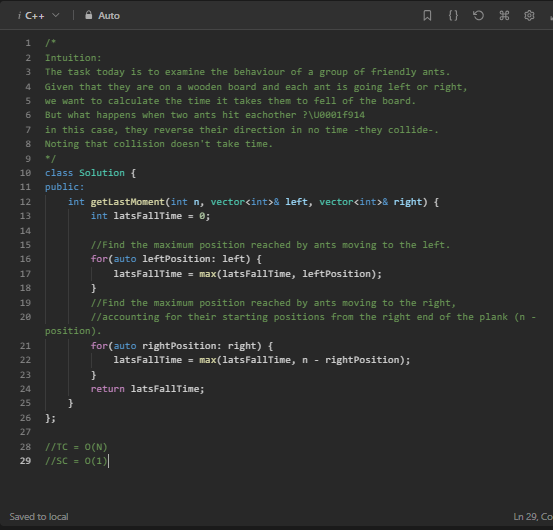 i C++ Auto {}
1 /*
2 Intuition:
3 The task today is to examine the behaviour of a group of friendly ants.
4 Given that they are on a wooden board and each ant is going left or right,
5 we want to calculate the time it takes them to fell of the board.
6 But what happens when two ants hit eachother ?\U0001f914
7 in this case, they reverse their direction in no time -they collide-.
8 Noting that collision doesn't take time.
9 */
10 class Solution {
11 public:
12 int getLastMoment(int n, vector<int>& left, vector<int>& right) {
13 int latsFallTime = 0;
14
15 //Find the maximum position reached by ants moving to the left.
16 for(auto leftPosition: left) {
17 latsFallTime = max(latsFallTime, leftPosition);
18 }
19 //Find the maximum position reached by ants moving to the right,
20 //accounting for their starting positions from the right end of the plank (n -
position).
21 for(auto rightPosition: right) {
22 latsFallTime = max(latsFallTime, n - rightPosition);
23 }
24 return latsFallTime;
25 }
26 };
27
28 //TC = O(N)
29 //SC = O(1)
Saved to local Ln 29, Co